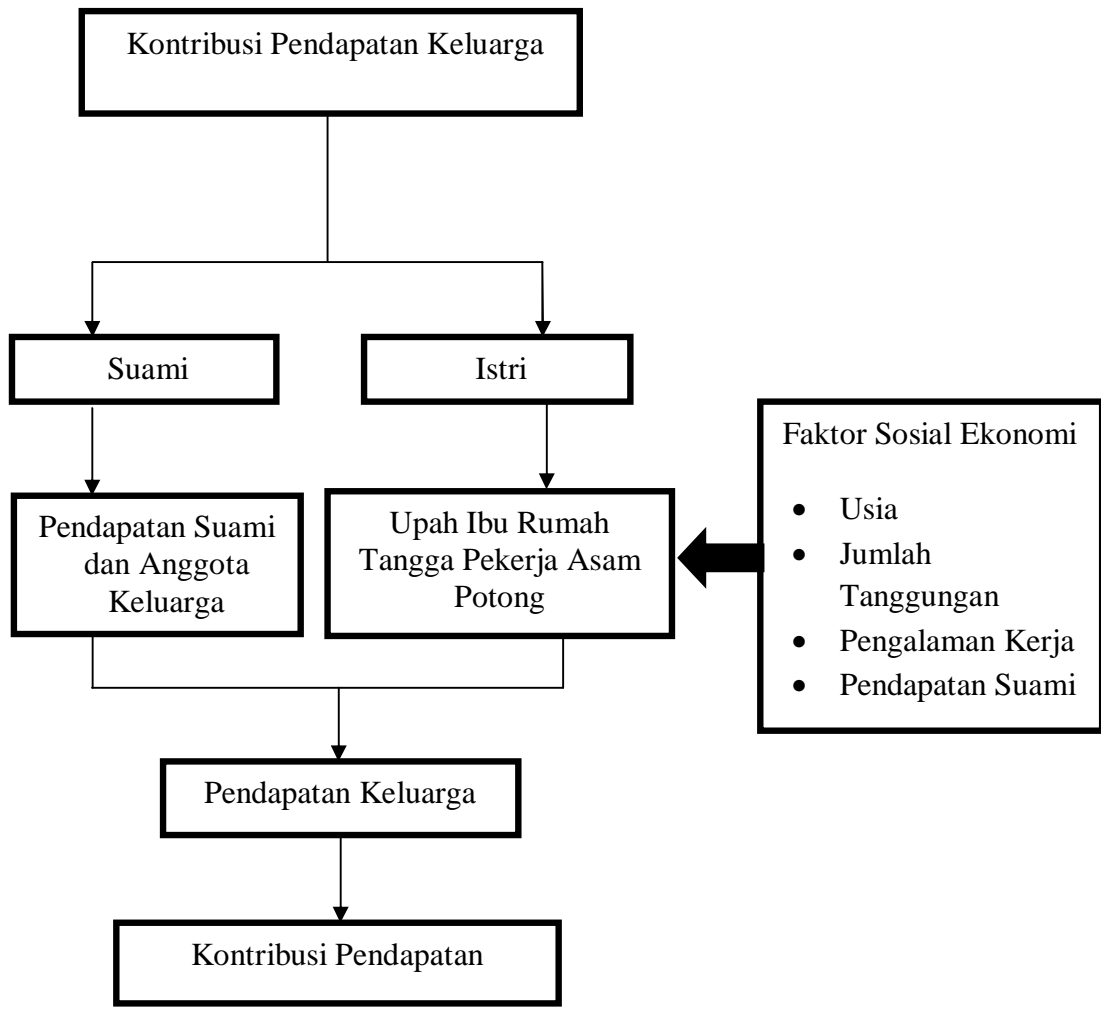 Kontribusi Pendapatan Keluarga
Suami
Istri
Pendapatan Suami
dan Anggota
Keluarga
Upah Ibu Rumah
Tangga Pekerja Asam
Potong
Faktor Sosial Ekonomi
• Usia
• Jumlah
Tanggungan
• Pengalaman Kerja
• Pendapatan Suami
Pendapatan Keluarga
Kontribusi Pendapatan